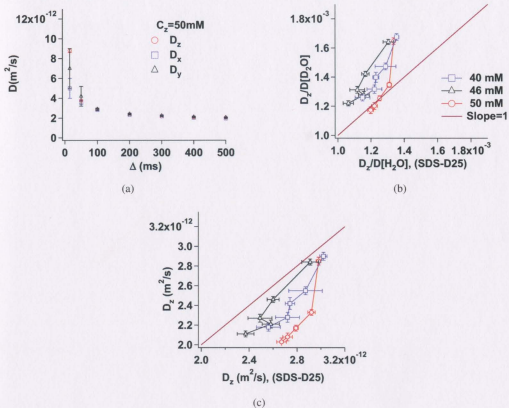 12x10⁻¹²
10
8
6
4
2
0
D(m²/s)
C_z=50mM
D_z
D_x
D_y
0 100 200 300 400 500
Δ (ms)
(a)
1.8x10⁻³
1.6
1.4
1.2
1.0
D_z/D[D₂O]
40 mM
46 mM
50 mM
Slope=1
1.0 1.2 1.4 1.6 1.8x10⁻³
D_z/D[H₂O], (SDS-D25)
(b)
3.2x10⁻¹²
3.0
2.8
2.6
2.4
2.2
2.0
D_z (m²/s)
2.0 2.4 2.8 3.2x10⁻¹²
D_z (m²/s), (SDS-D25)
(c)